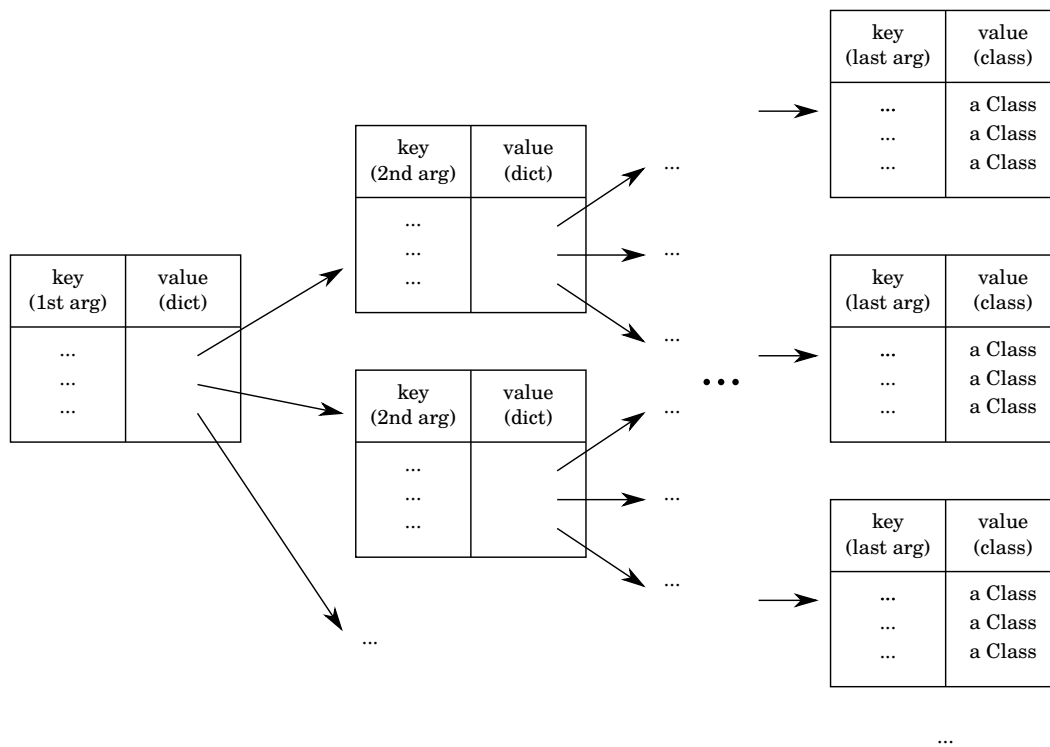 key value
(1st arg) (dict)
...
...
...
key value
(2nd arg) (dict)
...
...
...
key value
(2nd arg) (dict)
...
...
...
...
...
...
...
...
...
...
...
key value
(last arg) (class)
... a Class
... a Class
... a Class
key value
(last arg) (class)
... a Class
... a Class
... a Class
key value
(last arg) (class)
... a Class
... a Class
... a Class
...